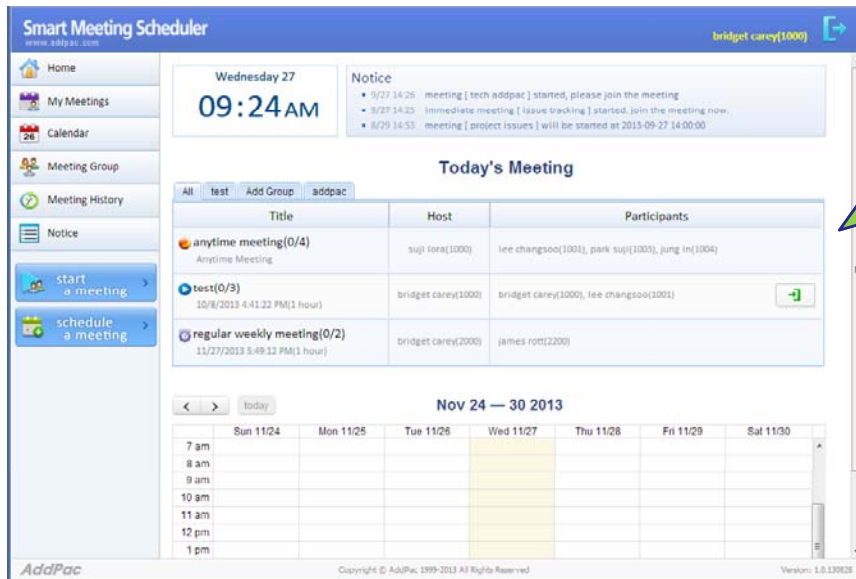 Smart Meeting Scheduler
www.addpac.com
bridget carey(1000)
Home
My Meetings
26
Calendar
Meeting Group
Meeting History
Notice
start
a meeting
schedule
a meeting
Wednesday 27
09:24 AM
Notice
9/27 14:26 meeting [ tech addpac ] started, please join the meeting
9/27 14:25 immediate meeting [ issue tracking ] started, join the meeting now.
8/29 14:53 meeting [ project issues ] will be started at 2013-09-27 14:00:00
Today's Meeting
All test Add Group addpac
Title Host Participants
anytime meeting(0/4) suji lora(1000) lee changsoo(1001), park suji(1003), jung in(1004)
Anytime Meeting
test(0/3) bridget carey(1000) bridget carey(1000), lee changsoo(1001)
10/8/2013 4:41:22 PM(1 hour)
regular weekly meeting(0/2) bridget carey(2000) james rott(2200)
11/27/2013 5:49:12 PM(1 hour)
< > today Nov 24 — 30 2013
Sun 11/24 Mon 11/25 Tue 11/26 Wed 11/27 Thu 11/28 Fri 11/29 Sat 11/30
7 am
8 am
9 am
10 am
11 am
12 pm
1 pm
AddPac Copyright © AddPac 1999-2013 All Rights Reserved Version: 1.0.130828